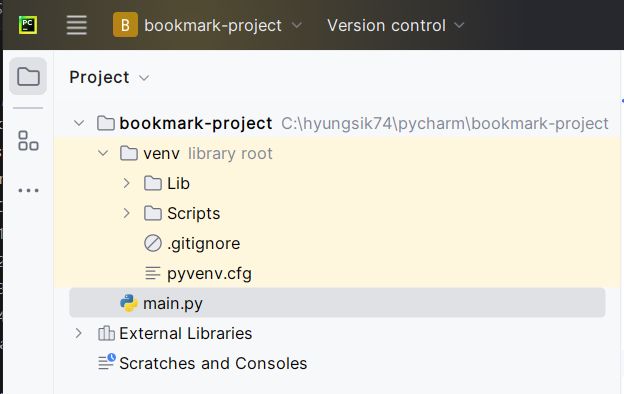 PC
B bookmark-project Version control
Project
bookmark-project C:\hyungsik74\pycharm\bookmark-project
venv library root
Lib
Scripts
.gitignore
pyvenv.cfg
main.py
External Libraries
Scratches and Consoles